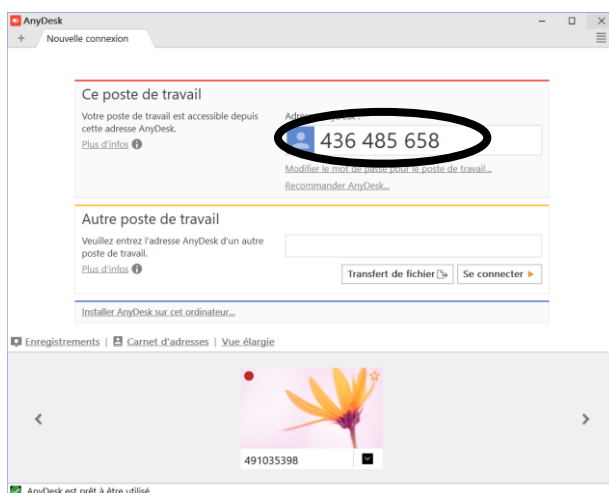 AnyDesk
+ Nouvelle connexion
Ce poste de travail
Votre poste de travail est accessible depuis
cette adresse AnyDesk.
Plus d'infos
436 485 658
Modifier le mot de passe pour le poste de travail...
Recommander AnyDesk...
Autre poste de travail
Veuillez entrez l'adresse AnyDesk d'un autre
poste de travail.
Plus d'infos
Transfert de fichier
Se connecter
Installer AnyDesk sur cet ordinateur...
Enregistrements | Carnet d'adresses | Vue élargie
491035398
AnyDesk est prêt à être utilisé